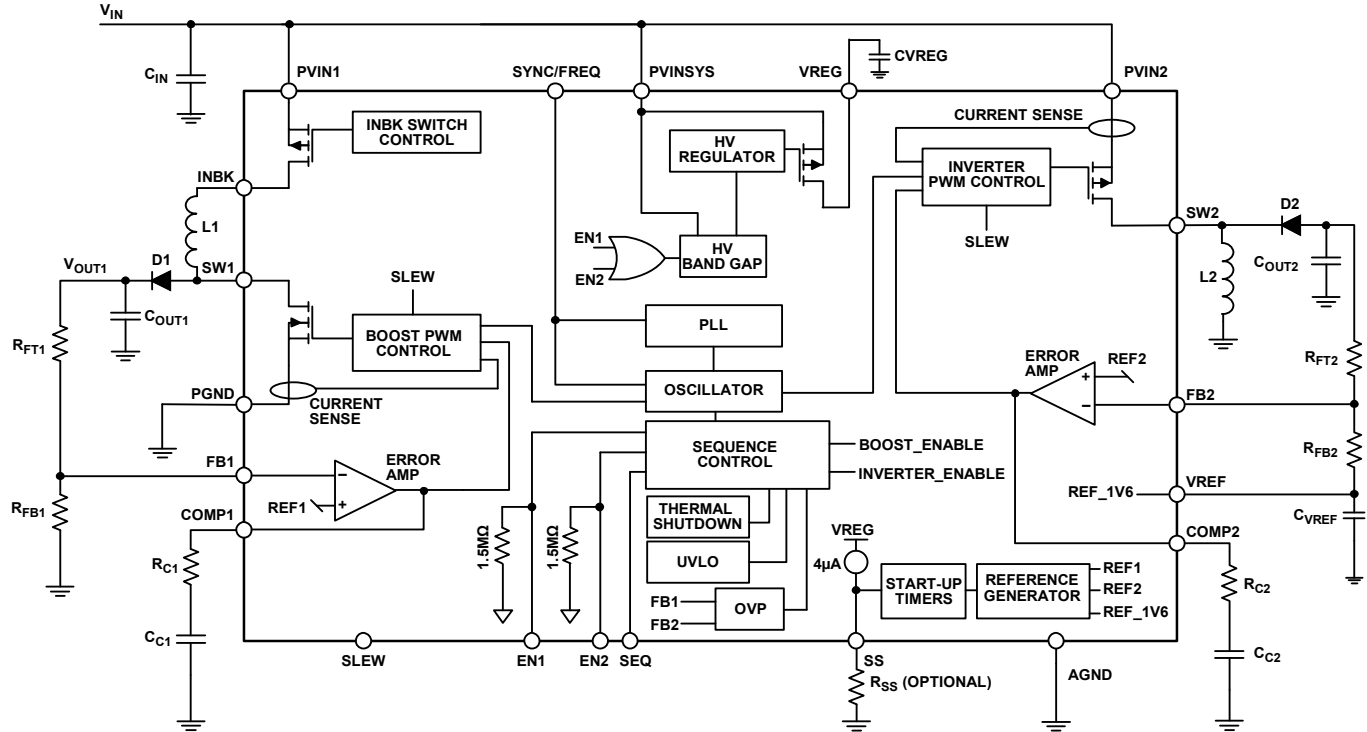 VIN
CIN
PVIN1
SYNC/FREQ
PVINSYS
VREG
CVREG
PVIN2
INBK SWITCH
CONTROL
HV
REGULATOR
CURRENT SENSE
INVERTER
PWM CONTROL
SLEW
INBK
L1
SW1
VOUT1
D1
COUT1
RFT1
EN1
EN2
HV
BAND GAP
SW2
D2
L2
COUT2
RFT2
SLEW
BOOST PWM
CONTROL
PLL
OSCILLATOR
ERROR
AMP
REF2
+
−
FB2
PGND
CURRENT
SENSE
SEQUENCE
CONTROL
BOOST_ENABLE
INVERTER_ENABLE
RFB2
FB1
ERROR
AMP
−
+
REF1
RFB1
COMP1
RC1
CC1
1.5MΩ
1.5MΩ
THERMAL
SHUTDOWN
UVLO
FB1
FB2
OVP
VREG
4µA
START-UP
TIMERS
REFERENCE
GENERATOR
REF1
REF2
REF_1V6
REF_1V6
VREF
CVREF
COMP2
RC2
CC2
SLEW
EN1
EN2
SEQ
SS
RSS (OPTIONAL)
AGND